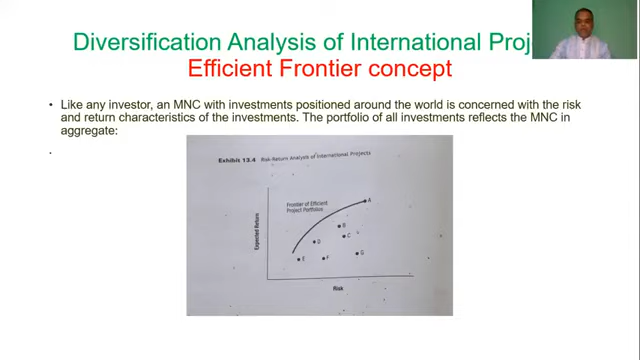 Diversification Analysis of International Proj
Efficient Frontier concept
• Like any investor, an MNC with investments positioned around the world is concerned with the risk
and return characteristics of the investments. The portfolio of all investments reflects the MNC in
aggregate:
Exhibit 13.4 Risk-Return Analysis of International Projects
Frontier of Efficient
Project Portfolios
A
B
C
D
E
F
G
Expected Return
Risk